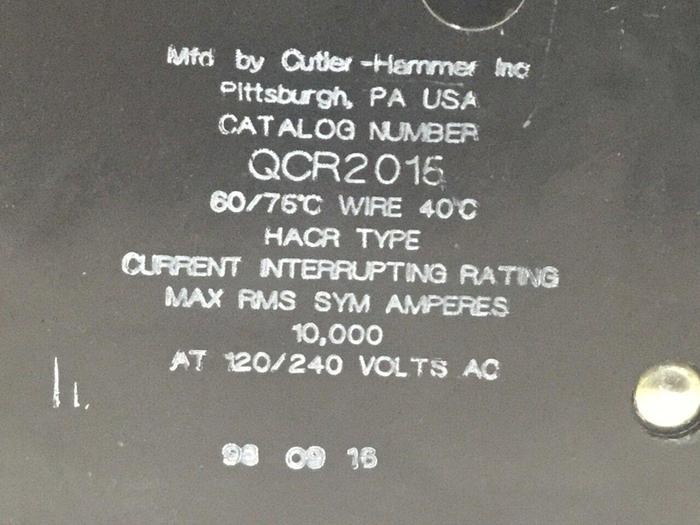 Mfd by Cutler-Hammer Inc
Pittsburgh, PA USA
CATALOG NUMBER
QCR2015
60/75°C WIRE 40°C
HACR TYPE
CURRENT INTERRUPTING RATING
MAX RMS SYM AMPERES
10,000
AT 120/240 VOLTS AC
98 09 16